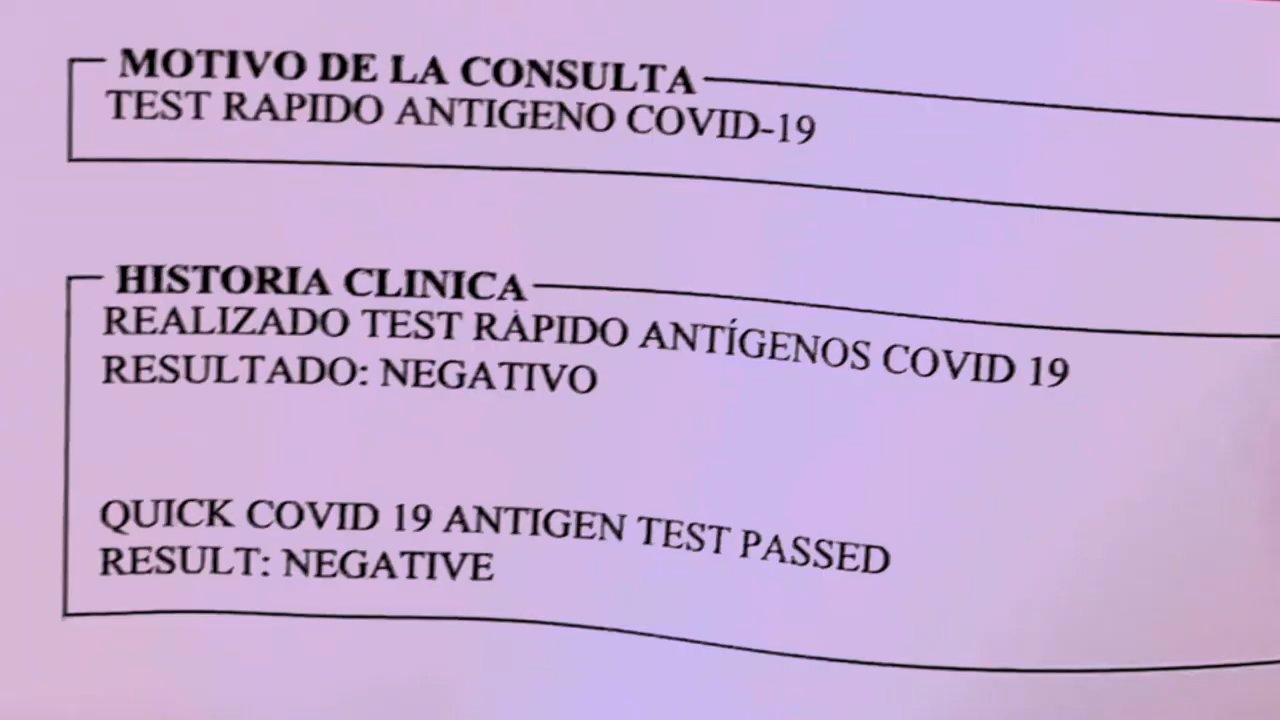 MOTIVO DE LA CONSULTA
TEST RAPIDO ANTIGENO COVID-19
HISTORIA CLINICA
REALIZADO TEST RÁPIDO ANTÍGENOS COVID 19
RESULTADO: NEGATIVO
QUICK COVID 19 ANTIGEN TEST PASSED
RESULT: NEGATIVE